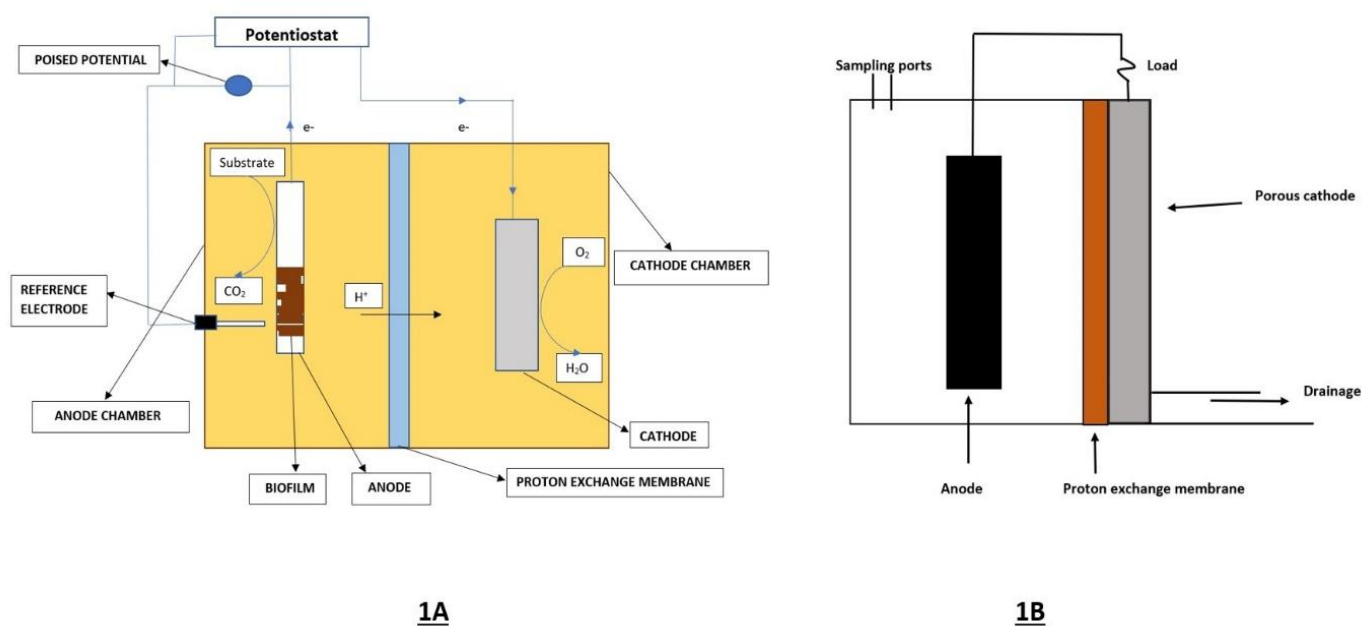 Potentiostat
POISED POTENTIAL
e-
e-
Substrate
CO₂
H⁺
O₂
H₂O
REFERENCE
ELECTRODE
ANODE CHAMBER
BIOFILM
ANODE
PROTON EXCHANGE MEMBRANE
CATHODE
CATHODE CHAMBER
1A
Sampling ports
Load
Porous cathode
Drainage
Anode
Proton exchange membrane
1B